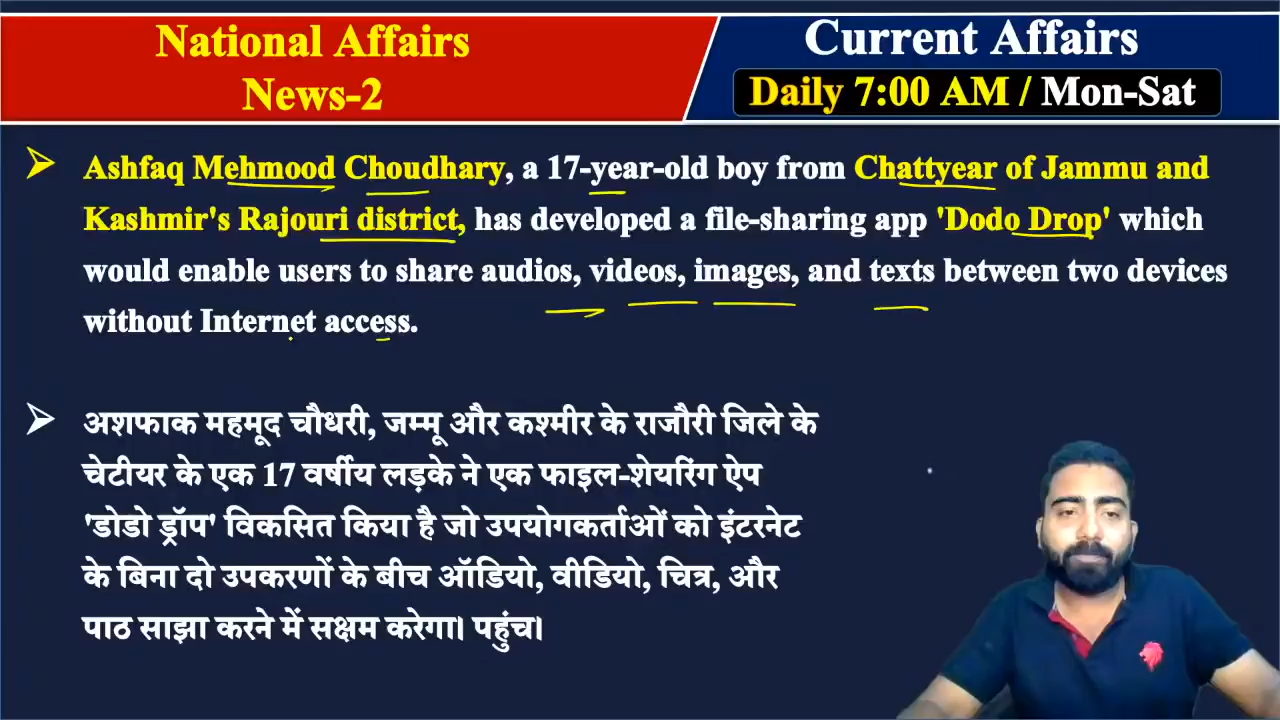 National Affairs
News-2
Current Affairs
Daily 7:00 AM / Mon-Sat
Ashfaq Mehmood Choudhary, a 17-year-old boy from Chattyear of Jammu and
Kashmir's Rajouri district, has developed a file-sharing app 'Dodo Drop' which
would enable users to share audios, videos, images, and texts between two devices
without Internet access.
अशफाक महमूद चौधरी, जम्मू और कश्मीर के राजौरी जिले के
चेटीयर के एक 17 वर्षीय लड़के ने एक फाइल-शेयरिंग ऐप
'डोडो ड्रॉप' विकसित किया है जो उपयोगकर्ताओं को इंटरनेट
के बिना दो उपकरणों के बीच ऑडियो, वीडियो, चित्र, और
पाठ साझा करने में सक्षम करेगा। पहुंच।